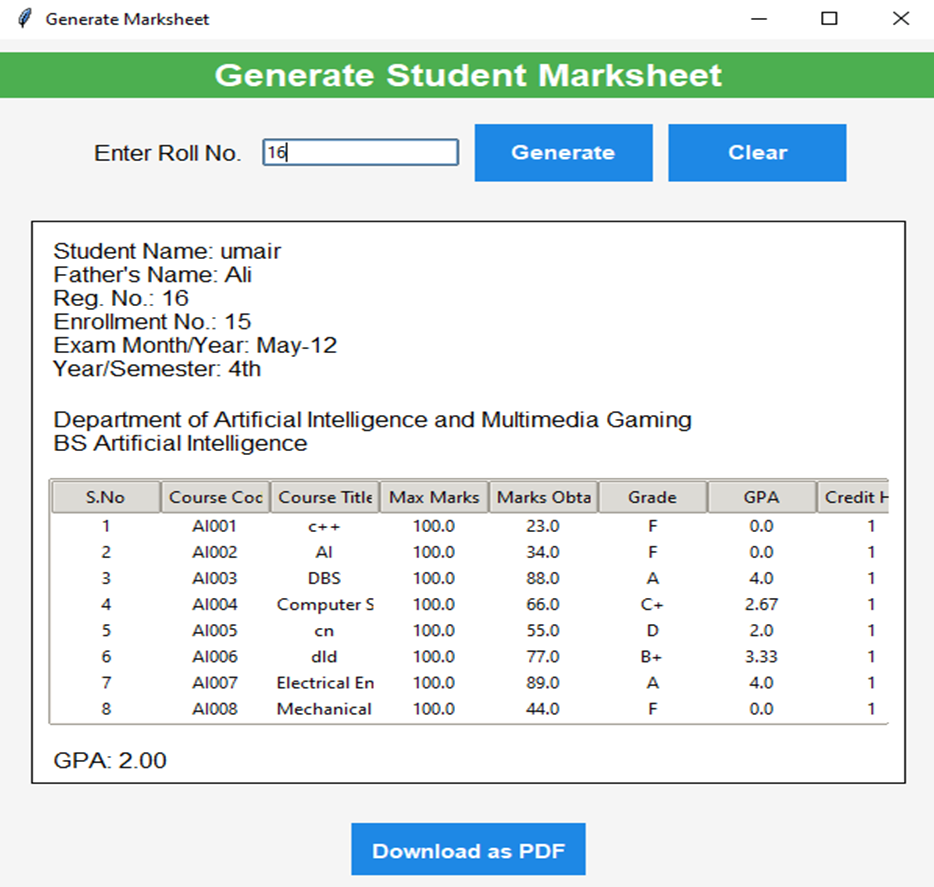 Generate Marksheet
Generate Student Marksheet
Enter Roll No. 16 Generate Clear
Student Name: umair
Father's Name: Ali
Reg. No.: 16
Enrollment No.: 15
Exam Month/Year: May-12
Year/Semester: 4th
Department of Artificial Intelligence and Multimedia Gaming
BS Artificial Intelligence
S.No Course Coc Course Title Max Marks Marks Obta Grade GPA Credit H
1 AI001 c++ 100.0 23.0 F 0.0 1
2 AI002 AI 100.0 34.0 F 0.0 1
3 AI003 DBS 100.0 88.0 A 4.0 1
4 AI004 Computer S 100.0 66.0 C+ 2.67 1
5 AI005 cn 100.0 55.0 D 2.0 1
6 AI006 dld 100.0 77.0 B+ 3.33 1
7 AI007 Electrical En 100.0 89.0 A 4.0 1
8 AI008 Mechanical 100.0 44.0 F 0.0 1
GPA: 2.00
Download as PDF